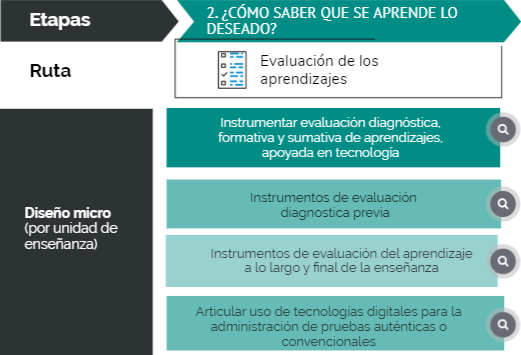 Etapas
2. ¿CÓMO SABER QUE SE APRENDE LO
DESEADO?
Ruta
Evaluación de los
aprendizajes
Diseño micro
(por unidad de
enseñanza)
Instrumentar evaluación diagnóstica,
formativa y sumativa de aprendizajes,
apoyada en tecnología
Instrumentos de evaluación
diagnostica previa
Instrumentos de evaluación del aprendizaje
a lo largo y final de la enseñanza
Articular uso de tecnologías digitales para la
administración de pruebas auténticas o
convencionales